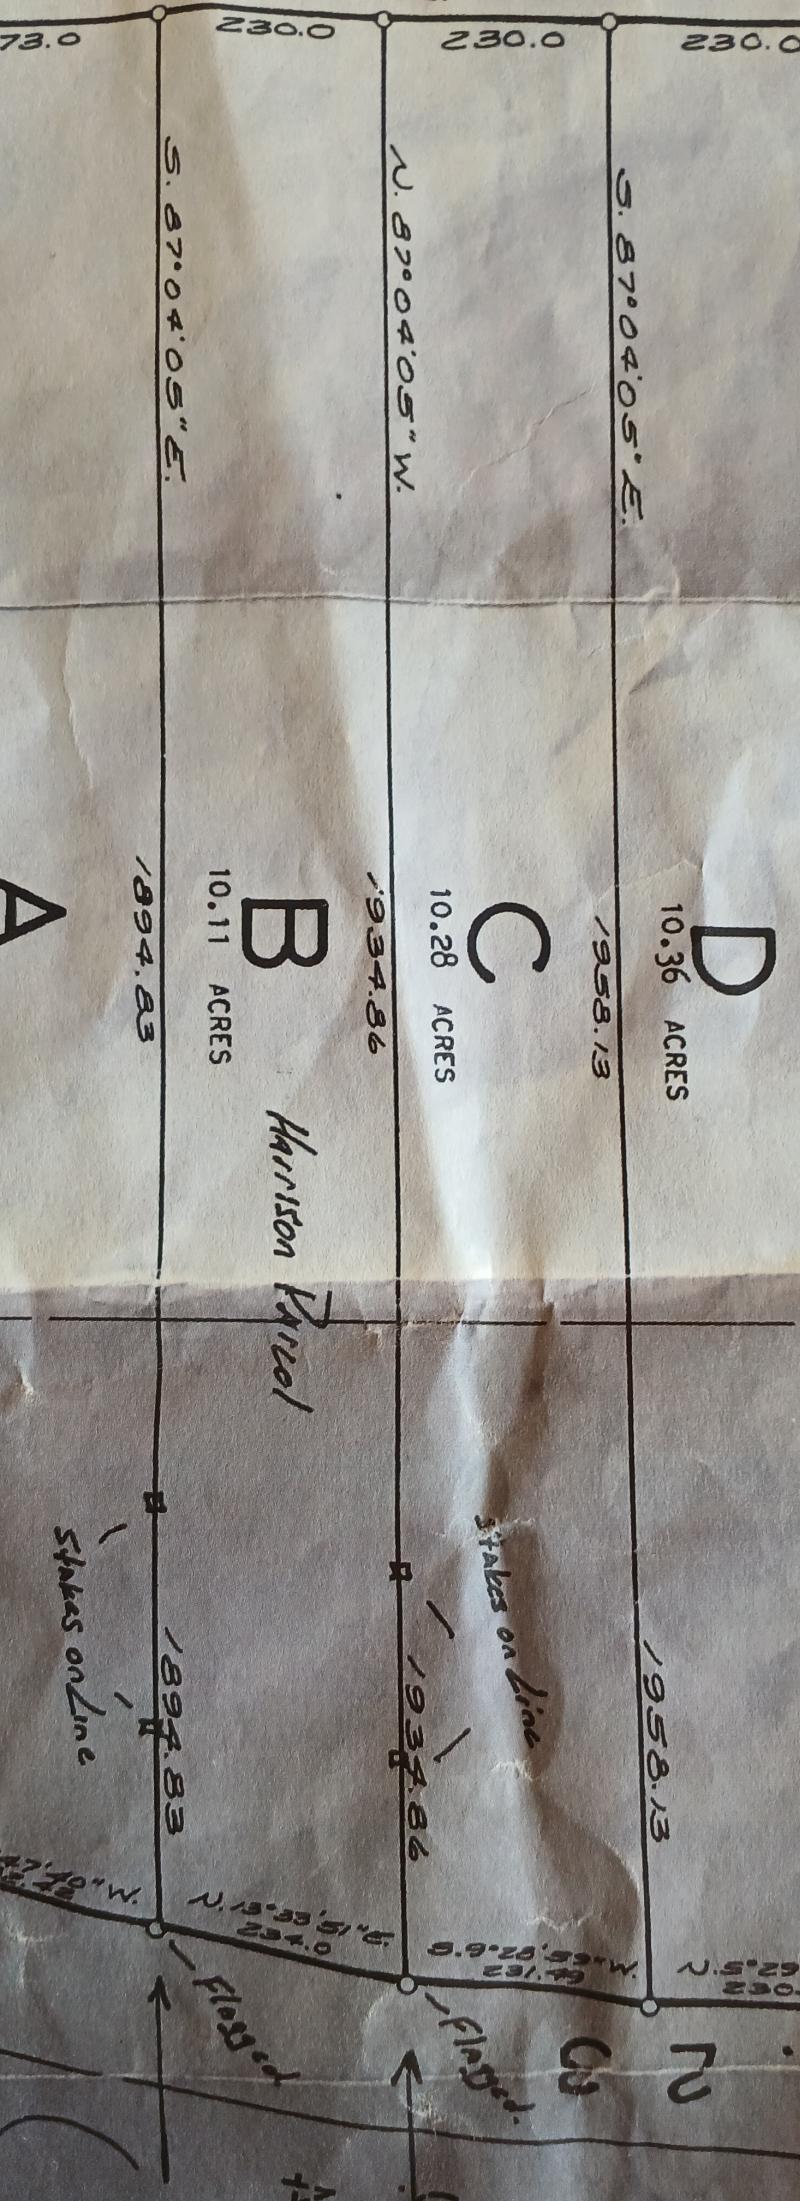 73.0
230.0
230.0
230.0
S. 87°04'05" E.
N. 87°04'05" W.
S. 87°04'05" E.
A
1894.83
B
10.11 ACRES
1934.86
C
10.28 ACRES
1958.13
D
10.36 ACRES
Harrison Parcel
Stakes on Line
1894.83
Stakes on Line
1934.86
1958.13
47'40" W.
N. 13°33'51" E.
234.0
S. 9°28'59" W.
231.49
N. 5°29
230.
Flagged
Flagged.